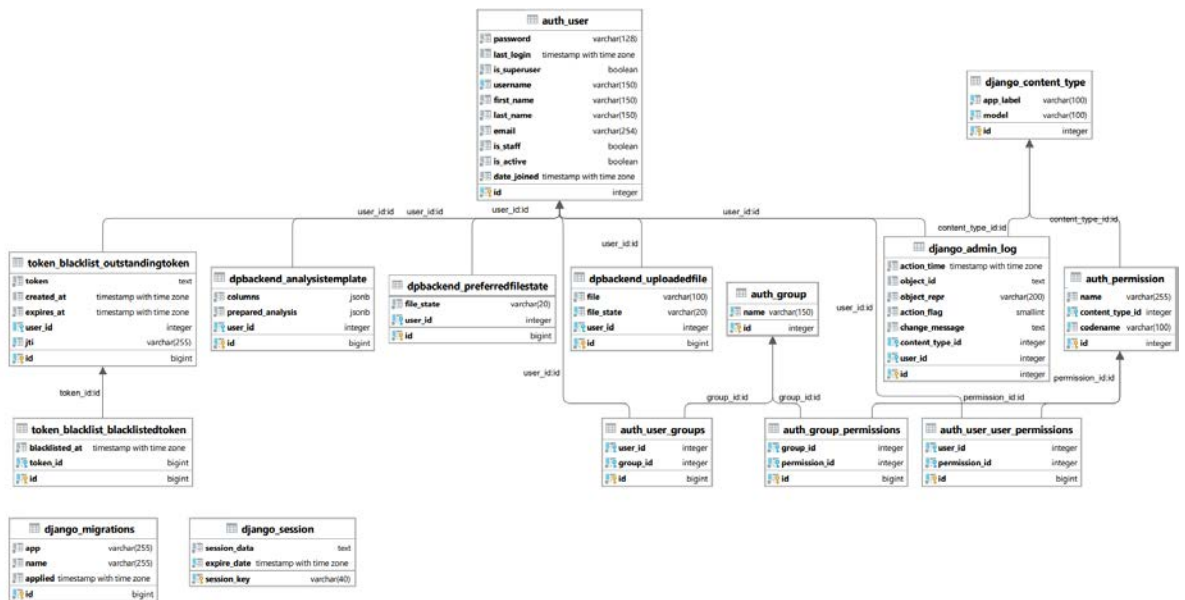 auth_user
password varchar(128)
last_login timestamp with time zone
is_superuser boolean
username varchar(150)
first_name varchar(150)
last_name varchar(150)
email varchar(254)
is_staff boolean
is_active boolean
date_joined timestamp with time zone
id integer
django_content_type
app_label varchar(100)
model varchar(100)
id integer
user_id:id
user_id:id
user_id:id
user_id:id
user_id:id
content_type_id:id
content_type_id:id
token_blacklist_outstandingtoken
token text
created_at timestamp with time zone
expires_at timestamp with time zone
user_id integer
jti varchar(255)
id bigint
dpbackend_analysistemplate
columns jsonb
prepared_analysis jsonb
user_id integer
id bigint
dpbackend_preferredfilestate
file_state varchar(20)
user_id integer
id bigint
dpbackend_uploadedfile
file varchar(100)
file_state varchar(20)
user_id integer
id bigint
auth_group
name varchar(150)
id integer
user_id:id
django_admin_log
action_time timestamp with time zone
object_id text
object_repr varchar(200)
action_flag smallint
change_message text
content_type_id integer
user_id integer
id integer
auth_permission
name varchar(255)
content_type_id integer
codename varchar(100)
id integer
token_id:id
user_id:id
group_id:id
group_id:id
permission_id:id
permission_id:id
token_blacklist_blacklistedtoken
blacklisted_at timestamp with time zone
token_id bigint
id bigint
auth_user_groups
user_id integer
group_id integer
id bigint
auth_group_permissions
group_id integer
permission_id integer
id bigint
auth_user_user_permissions
user_id integer
permission_id integer
id bigint
django_migrations
app varchar(255)
name varchar(255)
applied timestamp with time zone
id bigint
django_session
session_data text
expire_date timestamp with time zone
session_key varchar(40)